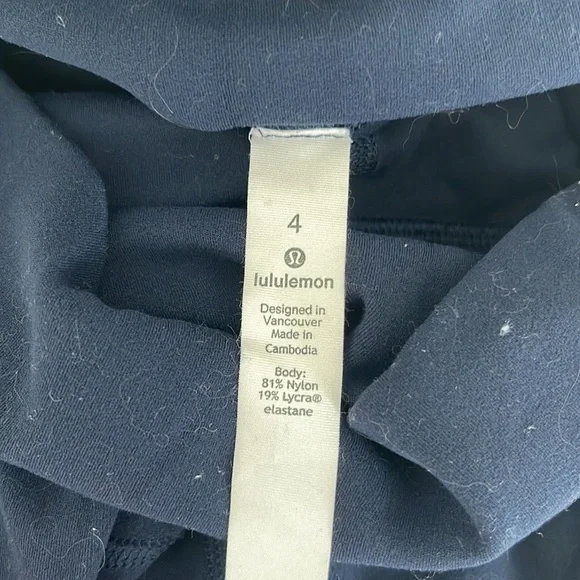 4
lululemon
Designed in
Vancouver
Made in
Cambodia
Body:
81% Nylon
19% Lycra®
elastane